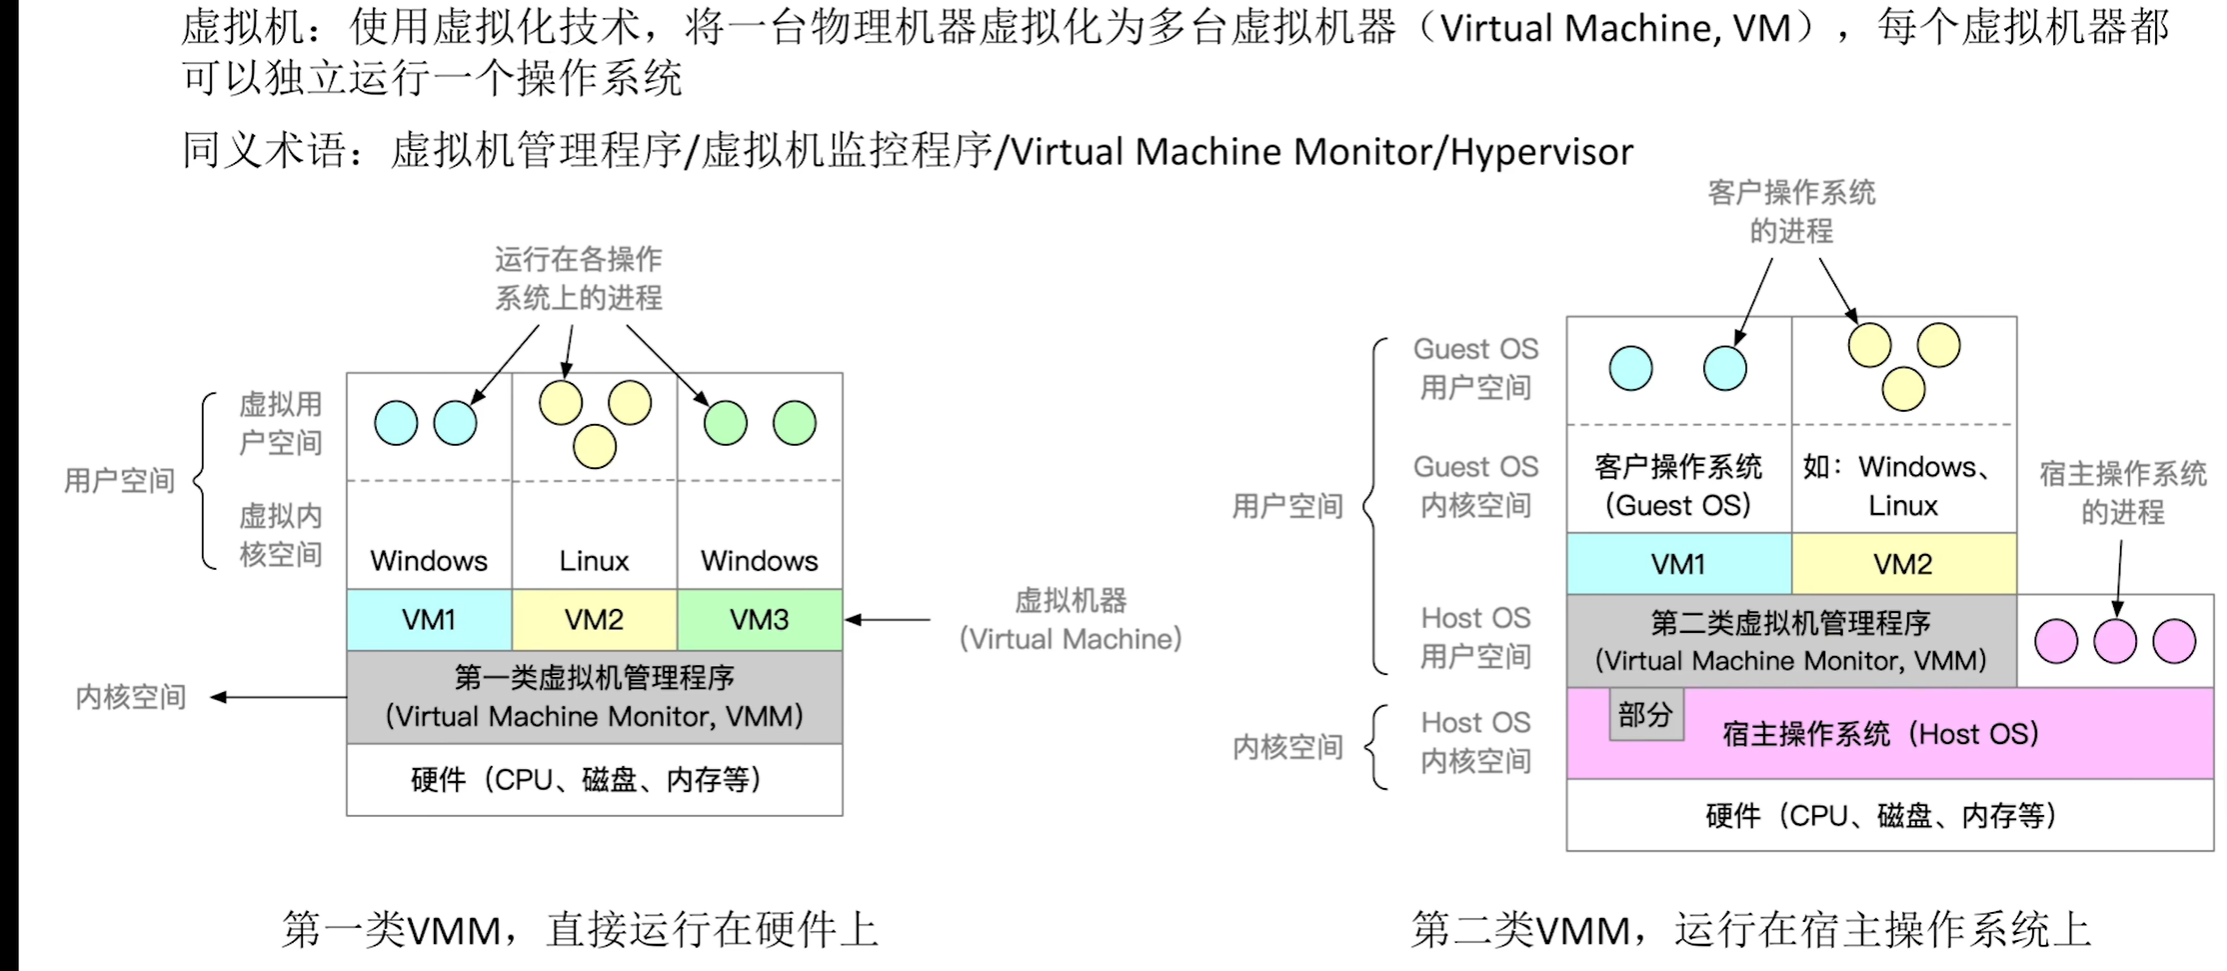 虚拟机：使用虚拟化技术，将一台物理机器虚拟化为多台虚拟机器（Virtual Machine, VM），每个虚拟机器都
可以独立运行一个操作系统
同义术语：虚拟机管理程序/虚拟机监控程序/Virtual Machine Monitor/Hypervisor
运行在各操作
系统上的进程
用户空间
虚拟用
户空间
虚拟内
核空间
Windows
Linux
Windows
VM1
VM2
VM3
虚拟机器
（Virtual Machine）
内核空间
第一类虚拟机管理程序
（Virtual Machine Monitor, VMM）
硬件（CPU、磁盘、内存等）
第一类VMM，直接运行在硬件上
客户操作系统
的进程
用户空间
Guest OS
用户空间
Guest OS
内核空间
客户操作系统
（Guest OS）
如：Windows、
Linux
宿主操作系统
的进程
VM1
VM2
Host OS
用户空间
第二类虚拟机管理程序
（Virtual Machine Monitor, VMM）
内核空间
Host OS
内核空间
部分
宿主操作系统（Host OS）
硬件（CPU、磁盘、内存等）
第二类VMM，运行在宿主操作系统上